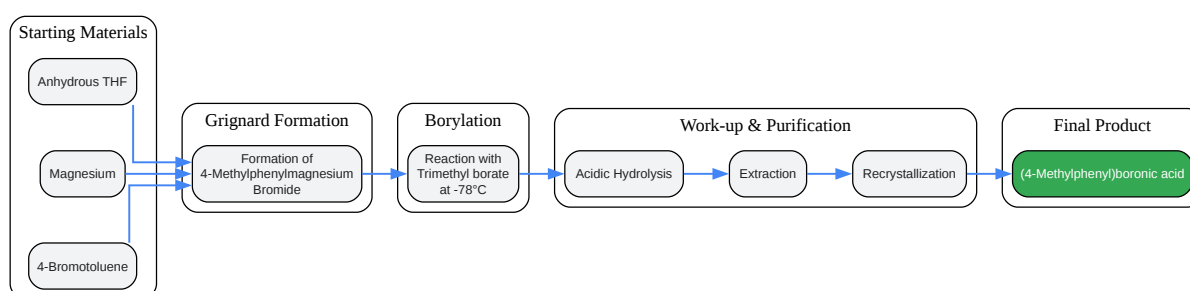 Starting Materials
Anhydrous THF
Magnesium
4-Bromotoluene
Grignard Formation
Formation of
4-Methylphenylmagnesium
Bromide
Borylation
Reaction with
Trimethyl borate
at -78°C
Work-up & Purification
Acidic Hydrolysis
Extraction
Recrystallization
Final Product
(4-Methylphenyl)boronic acid